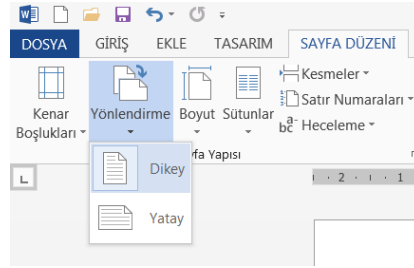 DOSYA GİRİŞ EKLE TASARIM SAYFA DÜZENİ
Kenar Boşlukları
Yönlendirme
Boyut
Sütunlar
Kesmeler
Satır Numaraları
Heceleme
Yapısı
Dikey
Yatay
2 1